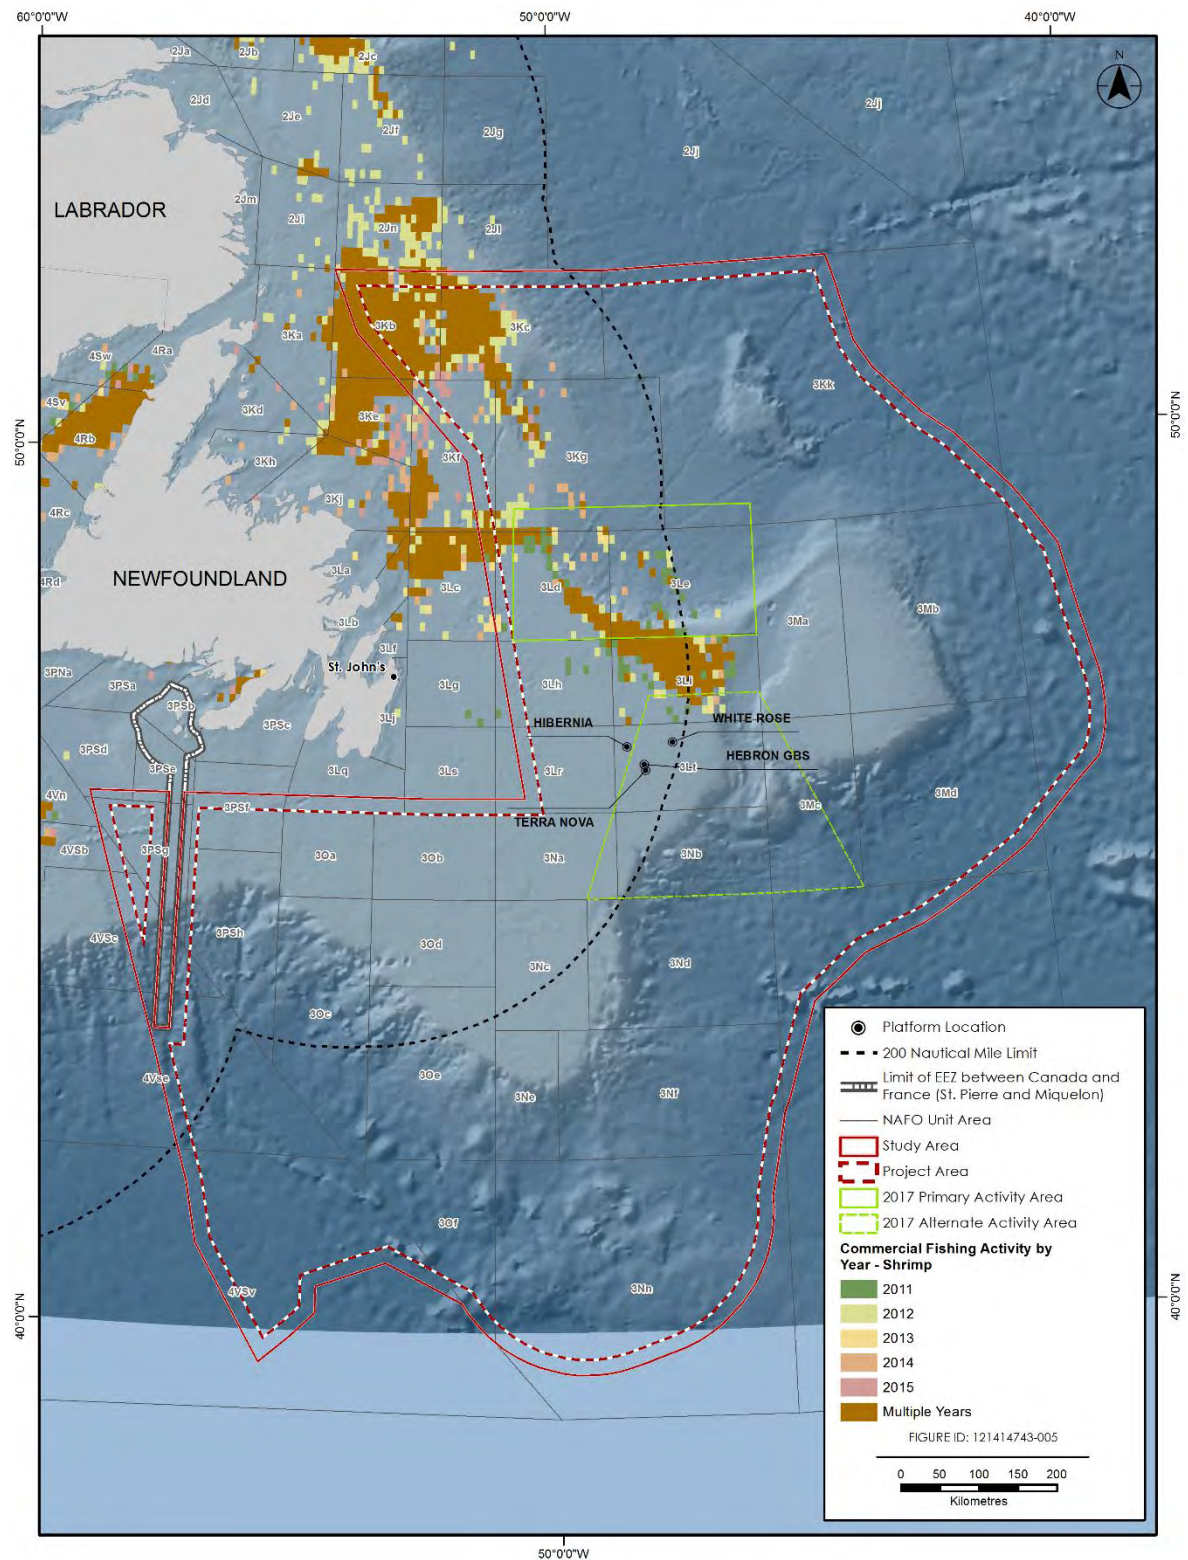 60°0'0"W
50°0'0"W
40°0'0"W
N
2Ja
2Jb
2Jc
2Jd
2Je
2Jf
2Jg
2Jj
2Jj
LABRADOR
2Jm
2Ji
2Jn
2Jl
3Ka
3Kb
3Kc
4Ra
4Sw
3Kk
4Sv
3Kd
3Ke
4Rb
50°0'0"N
50°0'0"N
3Kh
3Kf
3Kg
4Rc
3Kj
NEWFOUNDLAND
4Rd
3La
3Lc
3Ld
3Le
3Lb
3Ma
3Mb
3Lf
St. John's
3PNa
3PSa
3PSb
3PSc
3Lg
3Lh
3Li
3Lj
HIBERNIA
WHITE ROSE
3PSd
3PSe
3Lq
3Ls
3Lr
3Lt
HEBRON GBS
4Vn
3PSf
TERRA NOVA
3Mc
3Md
4VSb
3PSg
3Oa
3Ob
3Na
3Nb
4VSc
3PSh
3Od
3Nc
3Nd
3Oc
4Vse
3Oe
3Ne
3Nf
3Of
4VSv
3Nn
40°0'0"N
40°0'0"N
Platform Location
200 Nautical Mile Limit
Limit of EEZ between Canada and
France (St. Pierre and Miquelon)
NAFO Unit Area
Study Area
Project Area
2017 Primary Activity Area
2017 Alternate Activity Area
Commercial Fishing Activity by
Year - Shrimp
2011
2012
2013
2014
2015
Multiple Years
FIGURE ID: 121414743-005
0 50 100 150 200
Kilometres
50°0'0"W